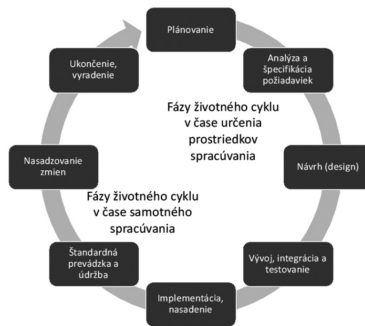 Plánovanie
Analýza a
špecifikácia
požiadaviek
Návrh (design)
Vývoj, integrácia a
testovanie
Implementácia,
nasadenie
Štandardná
prevádzka a
údržba
Nasadzovanie
zmien
Ukončenie,
vyradenie
Fázy životného cyklu
v čase určenia
prostriedkov
spracúvania
Fázy životného cyklu
v čase samotného
spracúvania